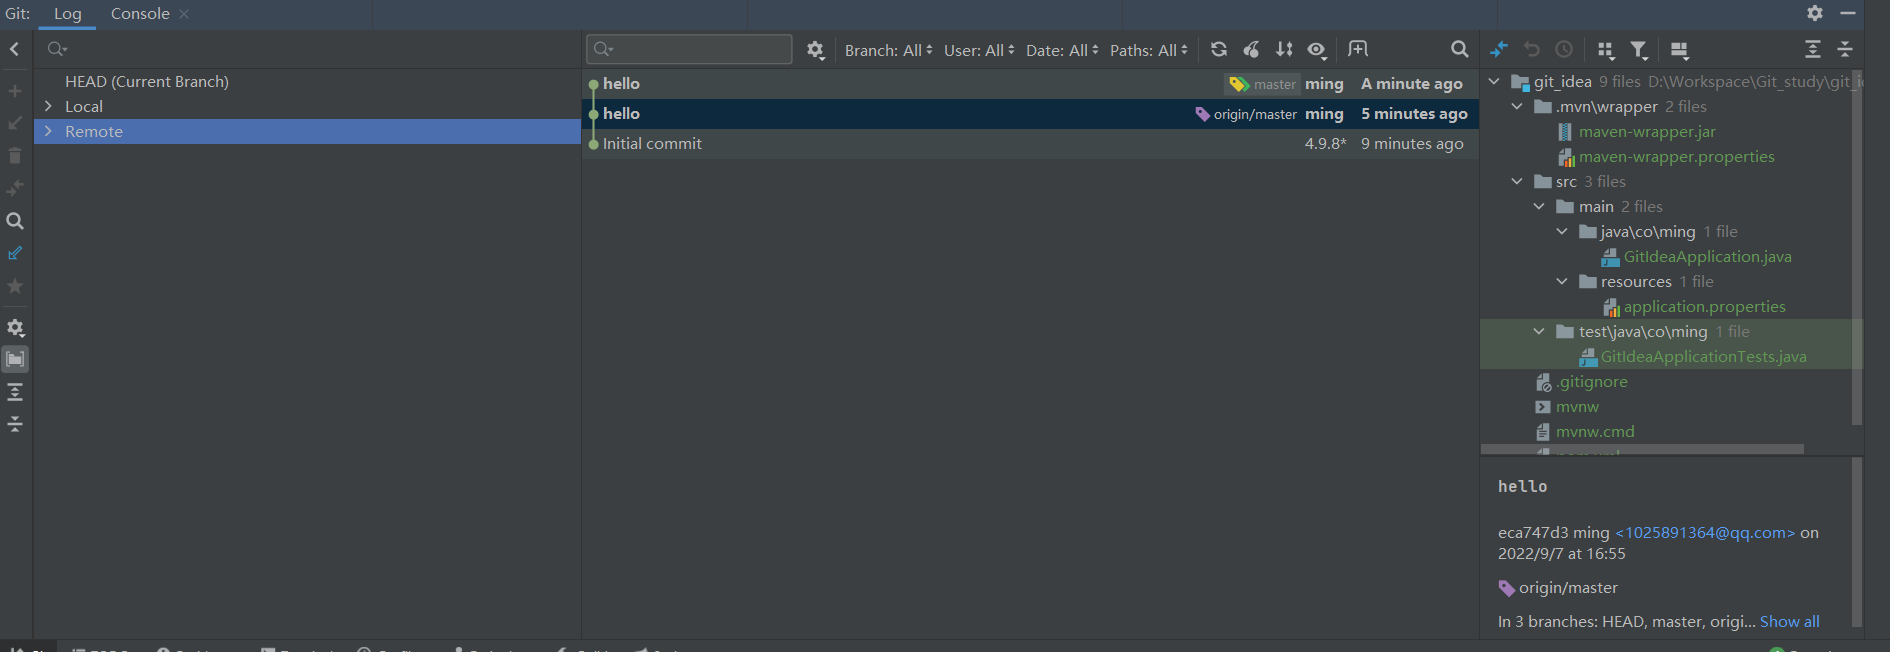 Git: Log Console
Branch: All User: All Date: All Paths: All
HEAD (Current Branch)
Local
Remote
hello master ming A minute ago
hello origin/master ming 5 minutes ago
Initial commit 4.9.8* 9 minutes ago
git_idea 9 files D:\Workspace\Git_study\git_i
.mvn\wrapper 2 files
maven-wrapper.jar
maven-wrapper.properties
src 3 files
main 2 files
java\co\ming 1 file
GitIdeaApplication.java
resources 1 file
application.properties
test\java\co\ming 1 file
GitIdeaApplicationTests.java
.gitignore
mvnw
mvnw.cmd
hello
eca747d3 ming <1025891364@qq.com> on
2022/9/7 at 16:55
origin/master
In 3 branches: HEAD, master, origi... Show all